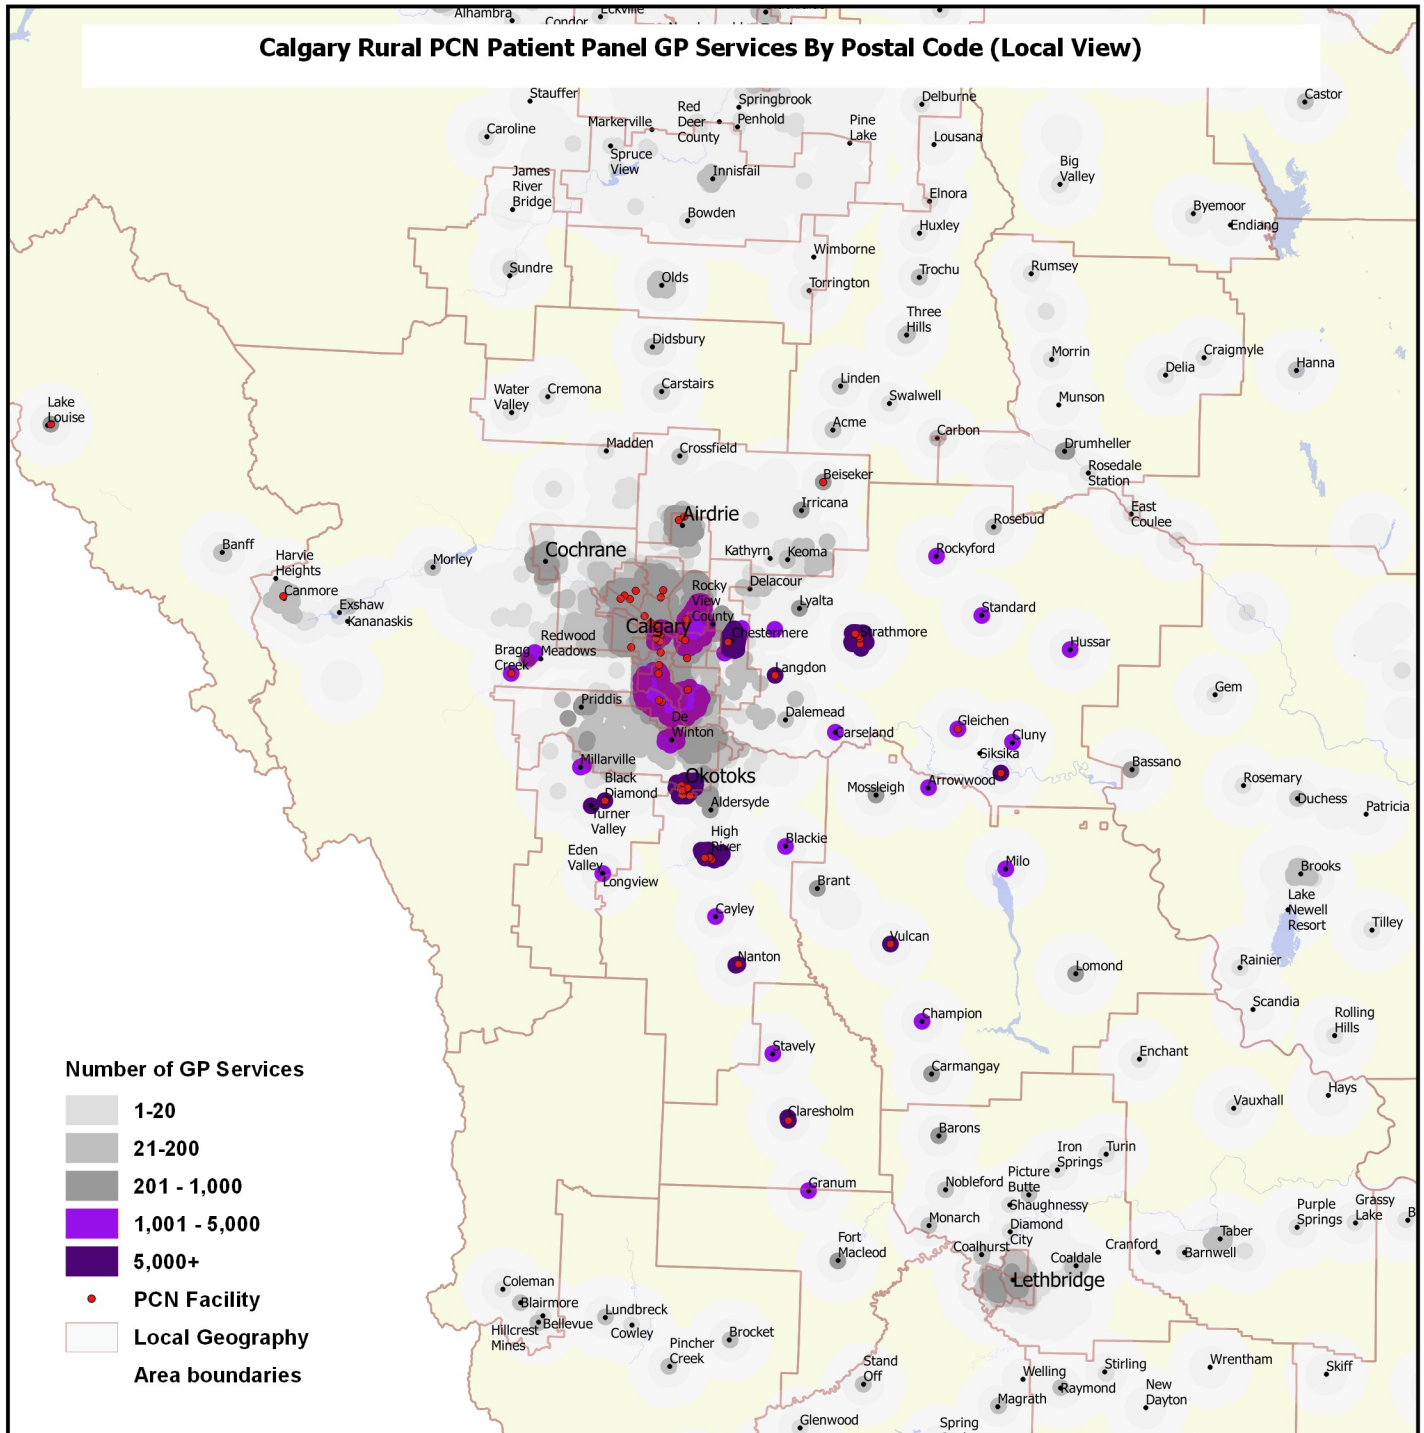 Alhambra
Eckville
Condor
Calgary Rural PCN Patient Panel GP Services By Postal Code (Local View)
Stauffer
Springbrook
Delburne
Castor
Red
Deer
County
Penhold
Markerville
Caroline
Pine
Lake
Lousana
Spruce
View
James
River
Bridge
Innisfail
Big
Valley
Elnora
Bowden
Byemoor
Endiang
Huxley
Wimborne
Sundre
Olds
Torrington
Trochu
Rumsey
Three
Hills
Didsbury
Morrin
Craigmyle
Delia
Hanna
Water
Valley
Cremona
Carstairs
Linden
Swalwell
Munson
Lake
Louise
Acme
Carbon
Madden
Crossfield
Drumheller
Rosedale
Station
Beiseker
Irricana
Airdrie
Rosebud
East
Coulee
Banff
Harvie
Heights
Canmore
Morley
Cochrane
Kathyrn
Keoma
Rockyford
Exshaw
Kananaskis
Rocky
View
County
Delacour
Lyalta
Standard
Calgary
Chestermere
Strathmore
Hussar
Redwood
Meadows
Bragg
Creek
Langdon
Gem
Priddis
De
Winton
Dalemead
Carseland
Gleichen
Cluny
Siksika
Millarville
Bassano
Black
Diamond
Okotoks
Mossleigh
Arrowwood
Rosemary
Duchess
Patricia
Turner
Valley
Aldersyde
High
River
Blackie
Eden
Valley
Longview
Milo
Brooks
Brant
Lake
Newell
Resort
Cayley
Tilley
Vulcan
Nanton
Lomond
Rainier
Champion
Scandia
Rolling
Hills
Stavely
Enchant
Carmangay
Hays
Vauxhall
Claresholm
Barons
Iron
Springs
Turin
Granum
Nobleford
Picture
Butte
Shaughnessy
Purple
Springs
Grassy
Lake
B
Monarch
Diamond
City
Fort
Macleod
Coalhurst
Coaldale
Cranford
Barnwell
Taber
Lethbridge
Coleman
Blairmore
Hillcrest
Mines
Bellevue
Lundbreck
Cowley
Pincher
Creek
Brocket
Stand
Off
Welling
Stirling
Wrentham
Skiff
Magrath
Raymond
New
Dayton
Glenwood
Spring
Number of GP Services
1-20
21-200
201 - 1,000
1,001 - 5,000
5,000+
PCN Facility
Local Geography
Area boundaries